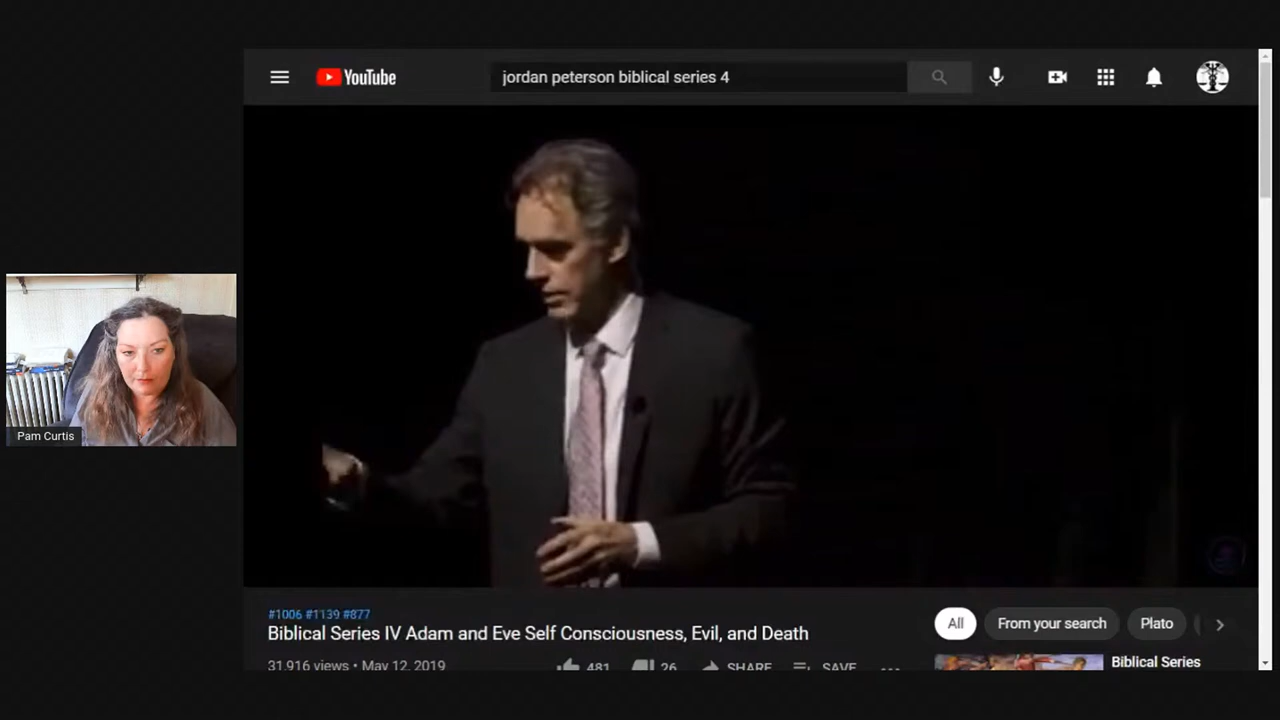 YouTube
jordan peterson biblical series 4
Pam Curtis
#1006 #1139 #877
Biblical Series IV Adam and Eve Self Consciousness, Evil, and Death
31,916 views • May 12, 2019
481
26
SHARE
SAVE
All
From your search
Plato
Biblical Series